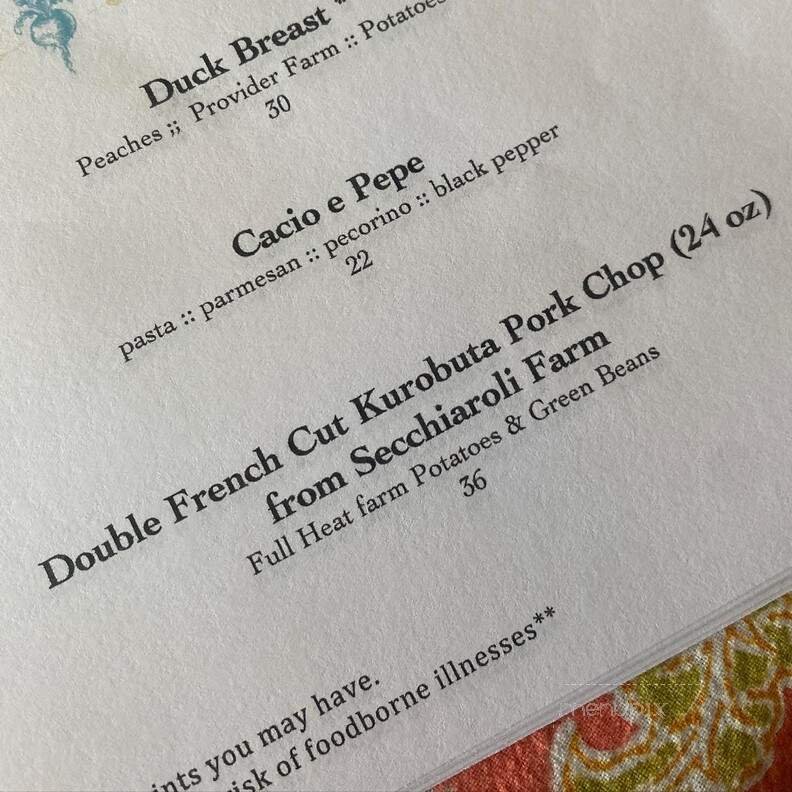 Duck Breast *
Peaches ;; Provider Farm :: Potatoes
30
Cacio e Pepe
pasta :: parmesan :: pecorino :: black pepper
22
Double French Cut Kurobuta Pork Chop (24 oz)
from Secchiaroli Farm
Full Heat farm Potatoes & Green Beans
36
ints you may have.
risk of foodborne illnesses**
menupix